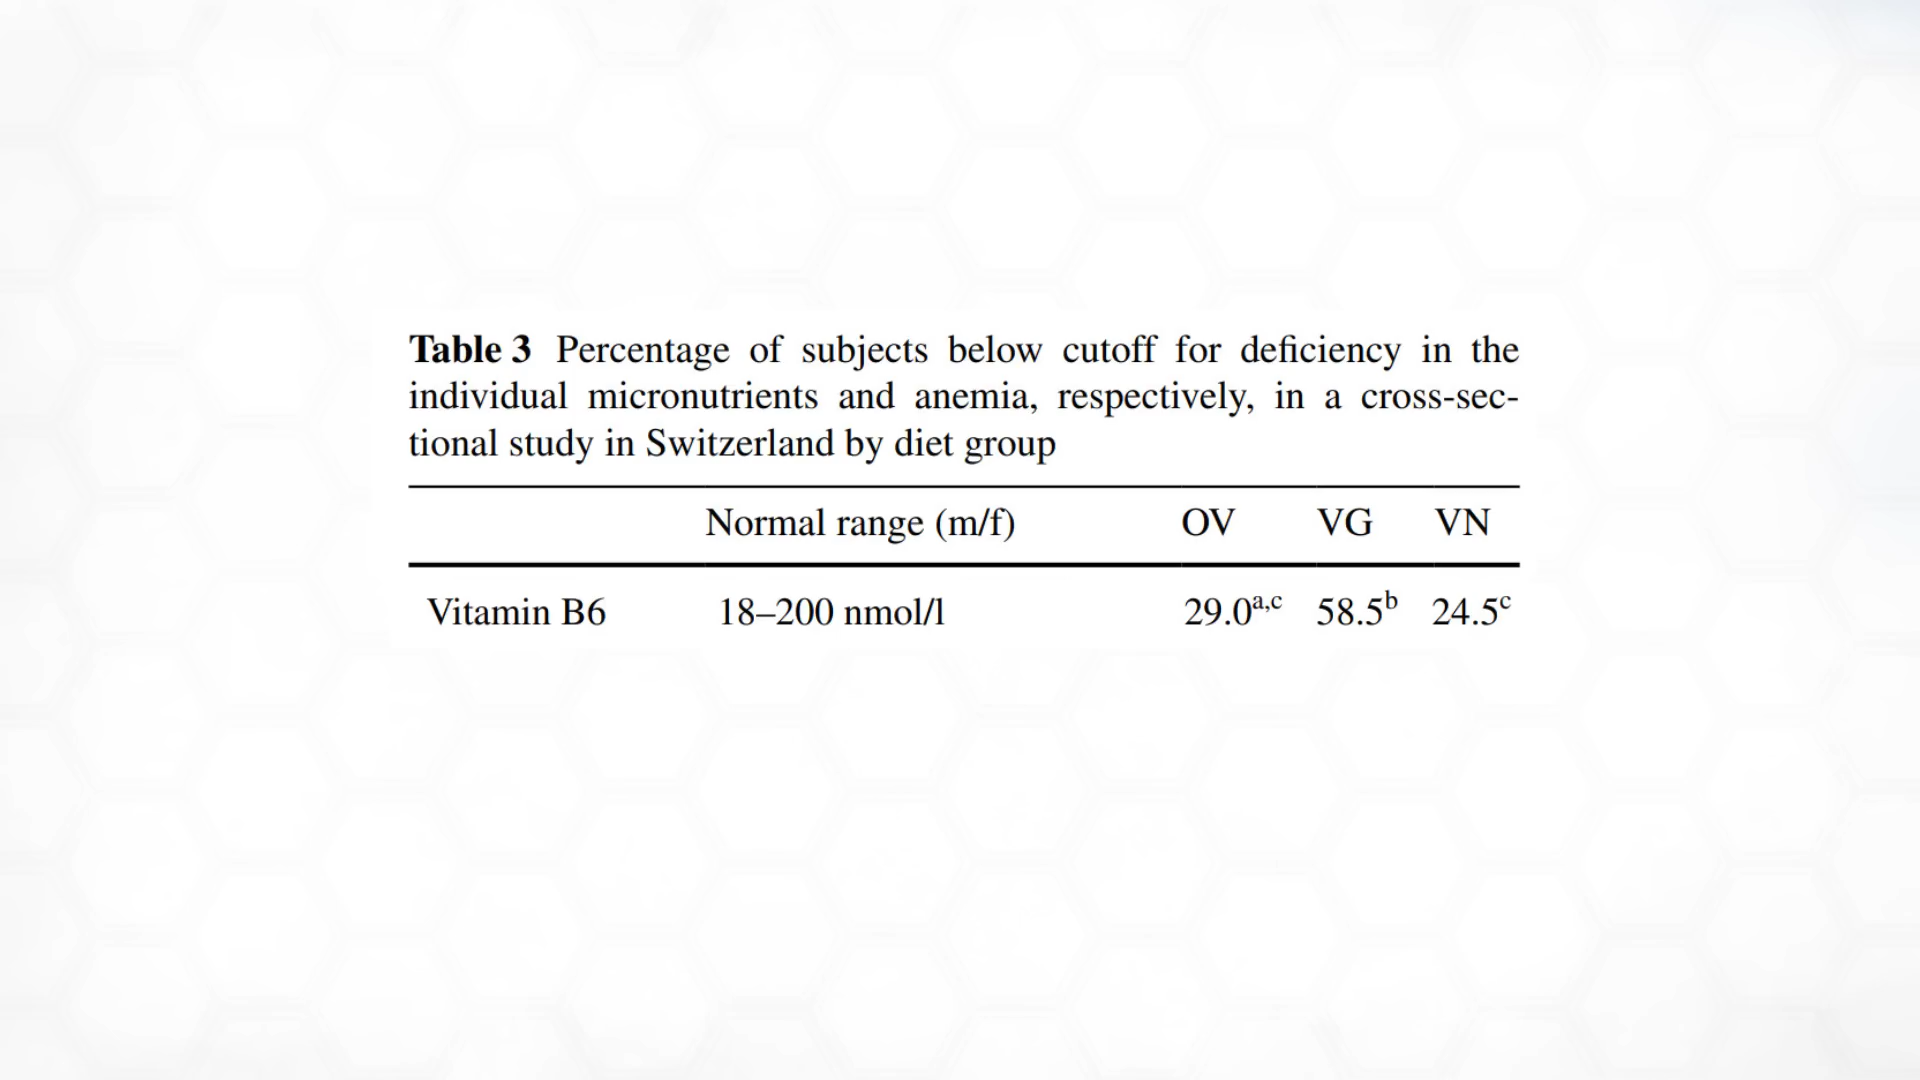 Table 3 Percentage of subjects below cutoff for deficiency in the
individual micronutrients and anemia, respectively, in a cross-sec-
tional study in Switzerland by diet group
Normal range (m/f) OV VG VN
Vitamin B6 18–200 nmol/l 29.0a,c 58.5b 24.5c